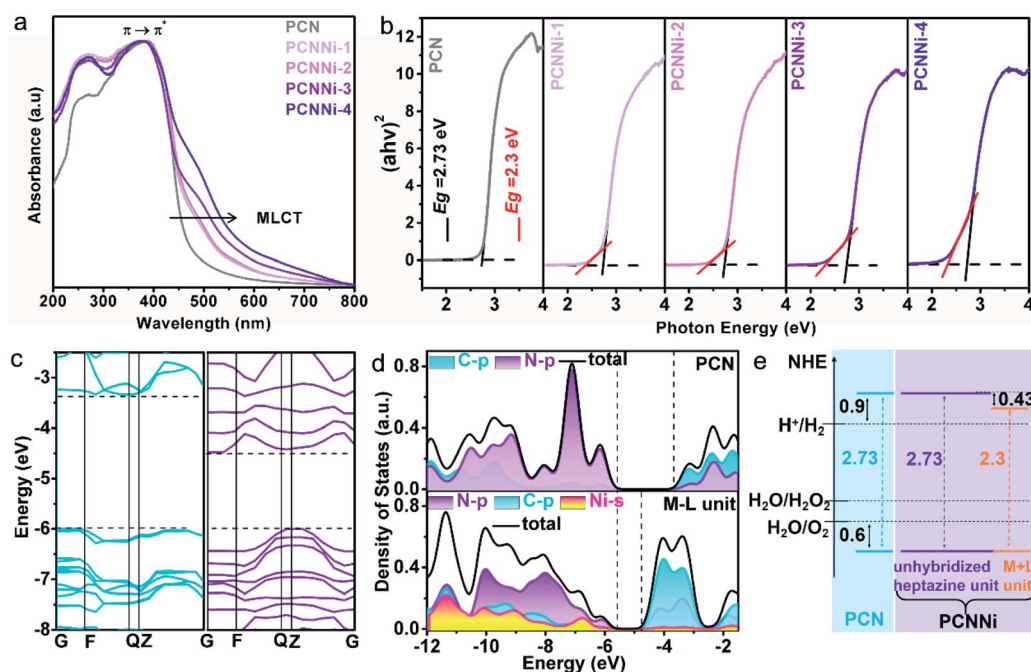 a
π → π*
PCN
PCNNi-1
PCNNi-2
PCNNi-3
PCNNi-4
MLCT
Absorbance (a.u)
200 300 400 500 600 700 800
Wavelength (nm)
b
PCN
PCNNi-1
PCNNi-2
PCNNi-3
PCNNi-4
Eg =2.73 eV
Eg =2.3 eV
(ahv)²
12
10
8
6
4
2
0
2 3 4 2 3 4 2 3 4 2 3 4 2 3 4
Photon Energy (eV)
c
Energy (eV)
-3
-4
-5
-6
-7
-8
G F Q Z G F Q Z G
d
C-p N-p total PCN
N-p C-p Ni-s M-L unit
total
Density of States (a.u.)
0.8
0.4
0.0
0.8
0.4
0.0
-12 -10 -8 -6 -4 -2
Energy (eV)
e
NHE
0.9
0.43
H⁺/H₂
2.73 2.73 2.3
H₂O/H₂O₂
H₂O/O₂
0.6
unhybridized M+L
heptazine unit unit
PCN PCNNi